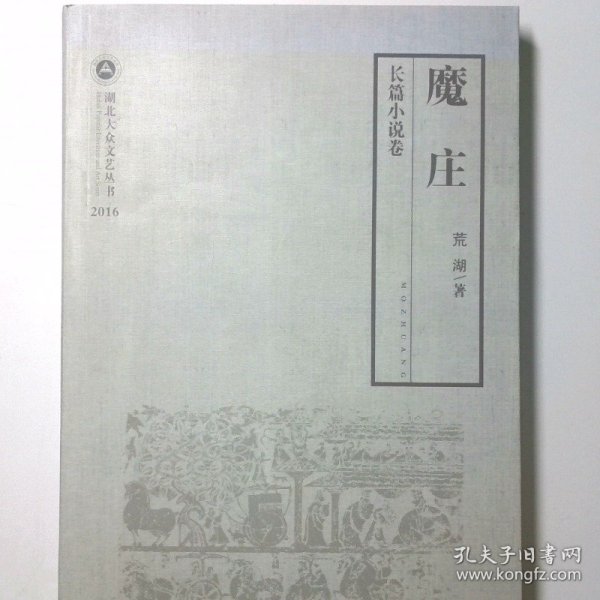 魔庄
长篇小说卷
荒湖/著
MOZHUANG
湖北大众文艺丛书
2016
孔夫子旧书网
www.kongfz.com